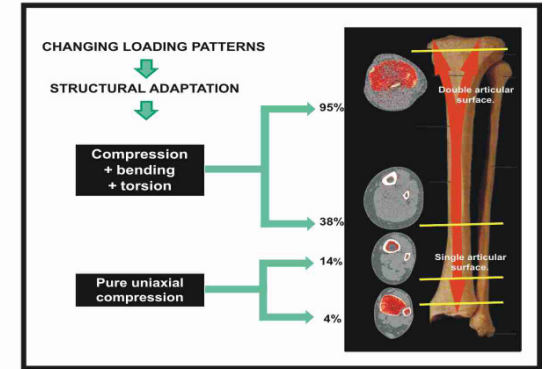 CHANGING LOADING PATTERNS
STRUCTURAL ADAPTATION
Compression
+ bending
+ torsion
Pure uniaxial
compression
95%
38%
14%
4%
Double articular
surface.
Single articular
surface.